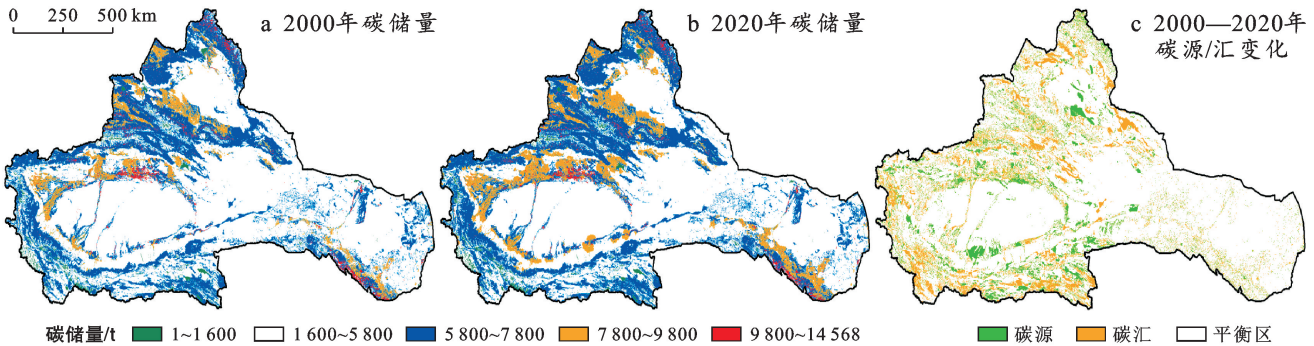 0 250 500 km
a 2000年碳储量
b 2020年碳储量
c 2000—2020年
碳源/汇变化
碳储量/t 1~1 600 1 600~5 800 5 800~7 800 7 800~9 800 9 800~14 568
碳源 碳汇 平衡区